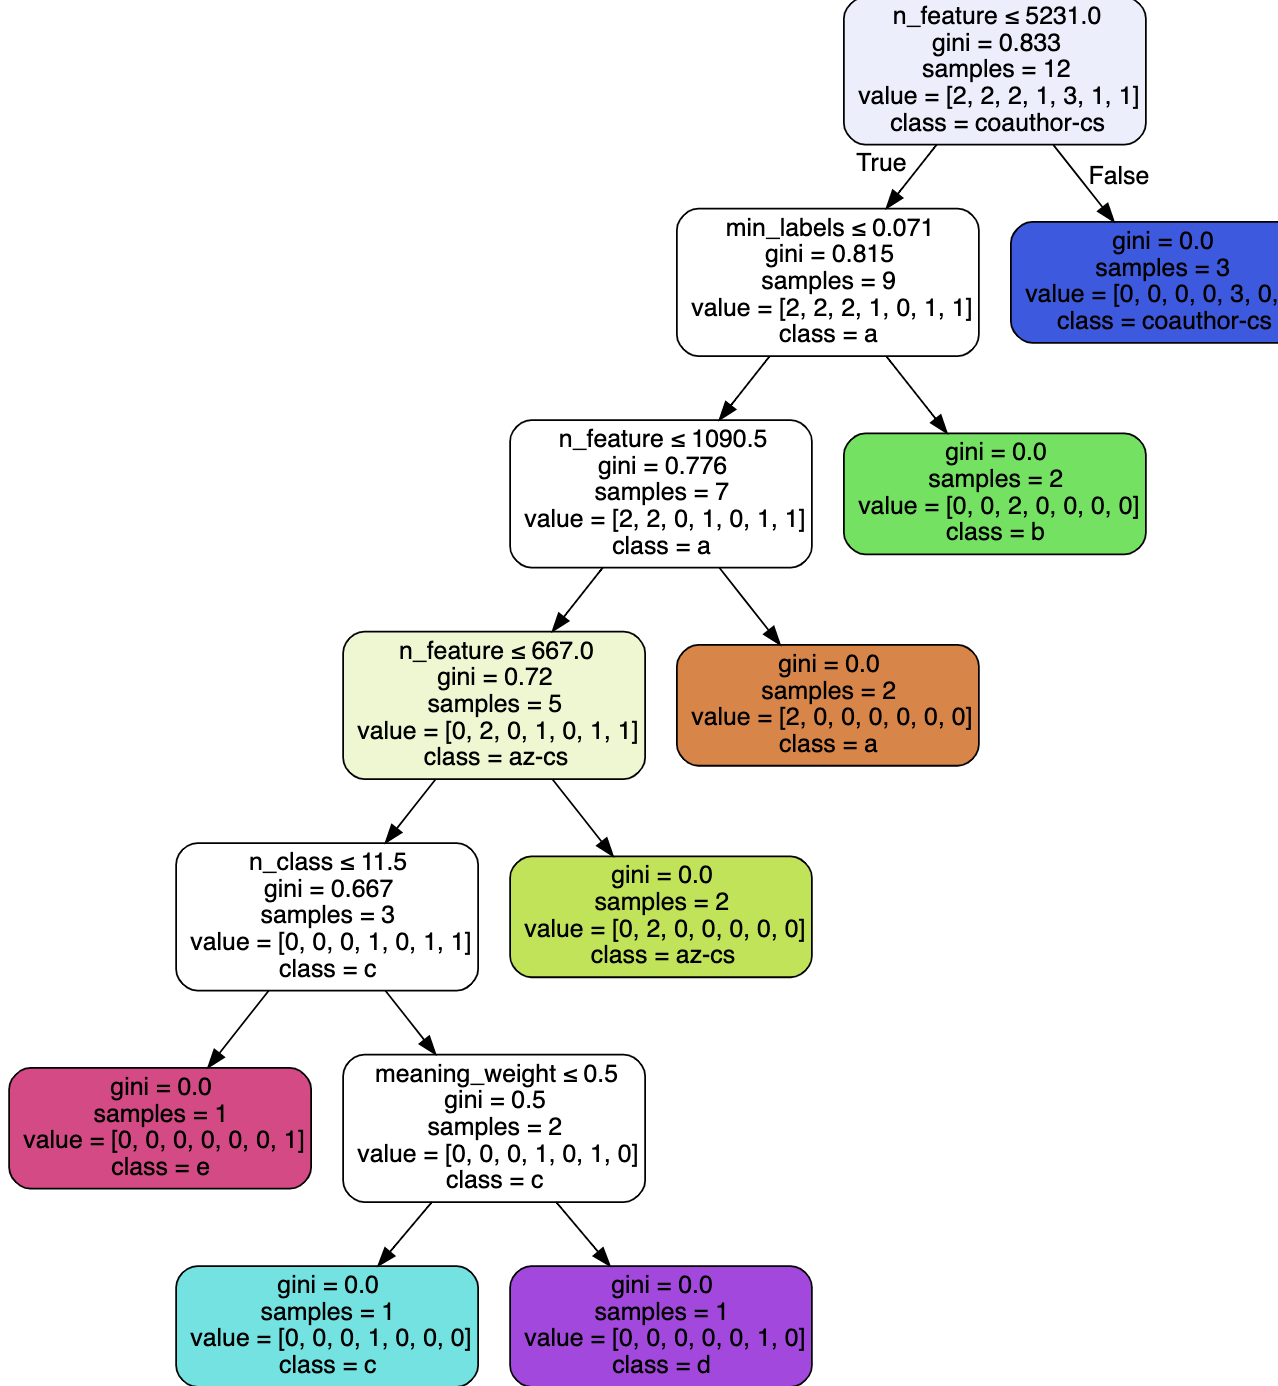 n_feature ≤ 5231.0
gini = 0.833
samples = 12
value = [2, 2, 2, 1, 3, 1, 1]
class = coauthor-cs
True
False
min_labels ≤ 0.071
gini = 0.815
samples = 9
value = [2, 2, 2, 1, 0, 1, 1]
class = a
gini = 0.0
samples = 3
value = [0, 0, 0, 0, 3, 0,
class = coauthor-cs
n_feature ≤ 1090.5
gini = 0.776
samples = 7
value = [2, 2, 0, 1, 0, 1, 1]
class = a
gini = 0.0
samples = 2
value = [0, 0, 2, 0, 0, 0, 0]
class = b
n_feature ≤ 667.0
gini = 0.72
samples = 5
value = [0, 2, 0, 1, 0, 1, 1]
class = az-cs
gini = 0.0
samples = 2
value = [2, 0, 0, 0, 0, 0, 0]
class = a
n_class ≤ 11.5
gini = 0.667
samples = 3
value = [0, 0, 0, 1, 0, 1, 1]
class = c
gini = 0.0
samples = 2
value = [0, 2, 0, 0, 0, 0, 0]
class = az-cs
gini = 0.0
samples = 1
value = [0, 0, 0, 0, 0, 0, 1]
class = e
meaning_weight ≤ 0.5
gini = 0.5
samples = 2
value = [0, 0, 0, 1, 0, 1, 0]
class = c
gini = 0.0
samples = 1
value = [0, 0, 0, 1, 0, 0, 0]
class = c
gini = 0.0
samples = 1
value = [0, 0, 0, 0, 0, 1, 0]
class = d